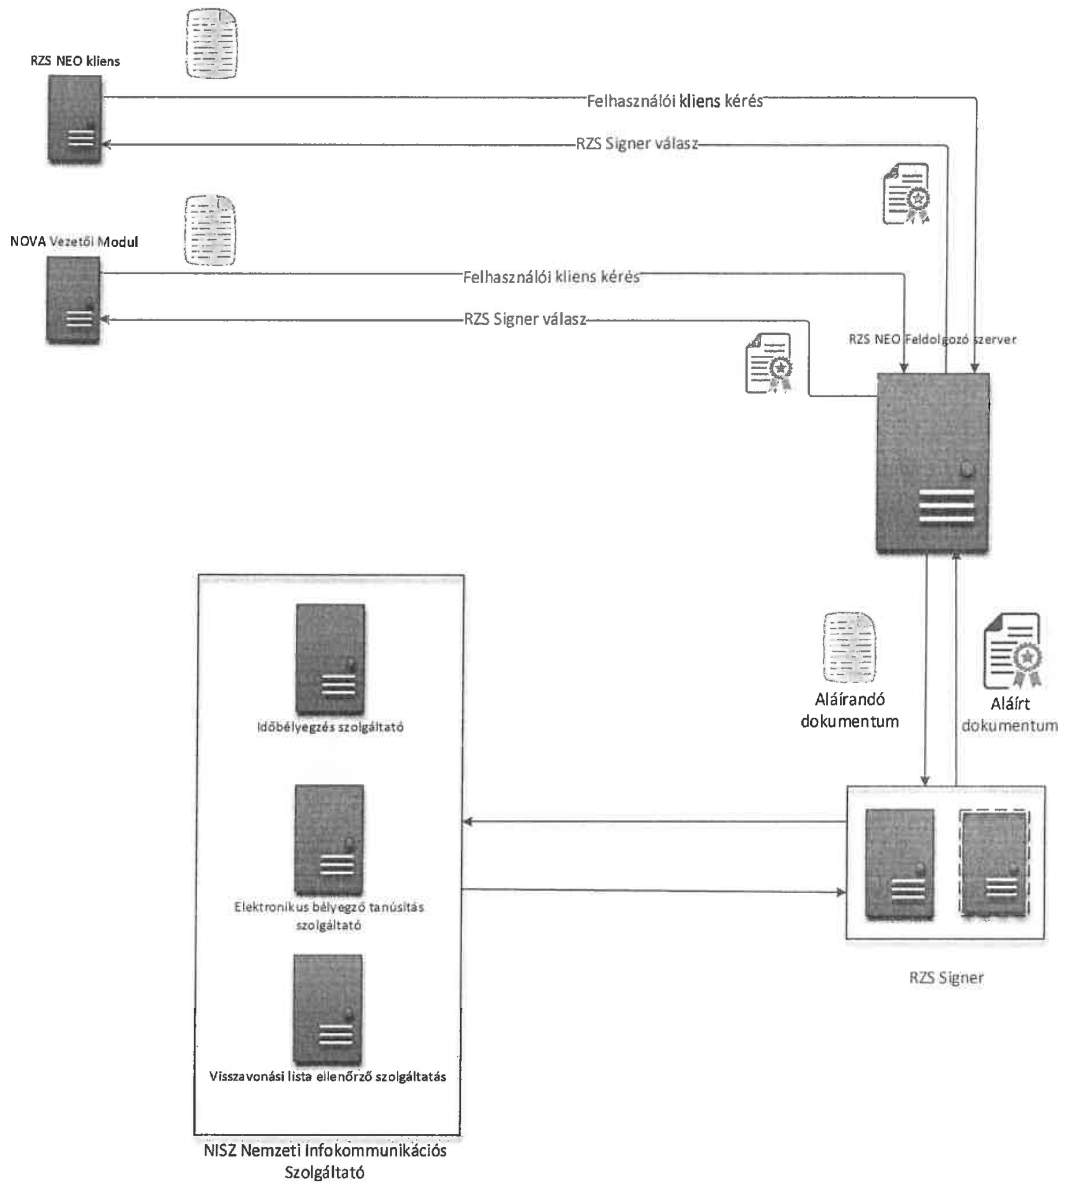 RZS NEO kliens
Felhasználói kliens kérés
RZS Signer válasz
NOVA Vezetői Modul
Felhasználói kliens kérés
RZS Signer válasz
RZS NEO Feldolgozó szerver
Aláírandó
dokumentum
Aláírt
dokumentum
Időbélyegzés szolgáltató
Elektronikus bélyegző tanúsítás
szolgáltató
Visszavonási lista ellenőrző szolgáltatás
RZS Signer
NISZ Nemzeti Infokommunikációs
Szolgáltató